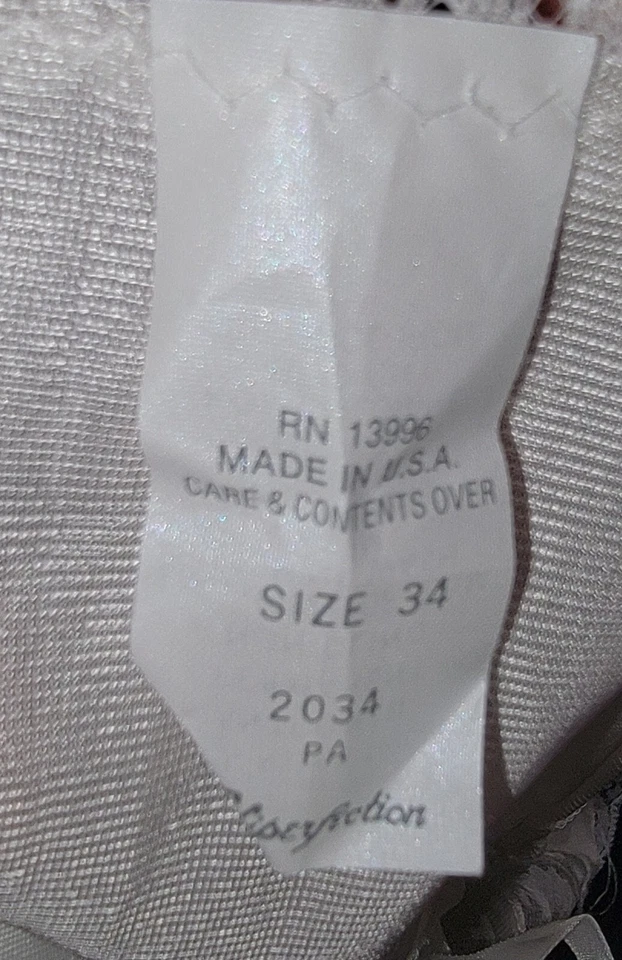 RN 13996
MADE IN U.S.A.
CARE & CONTENTS OVER
SIZE 34
2034
PA